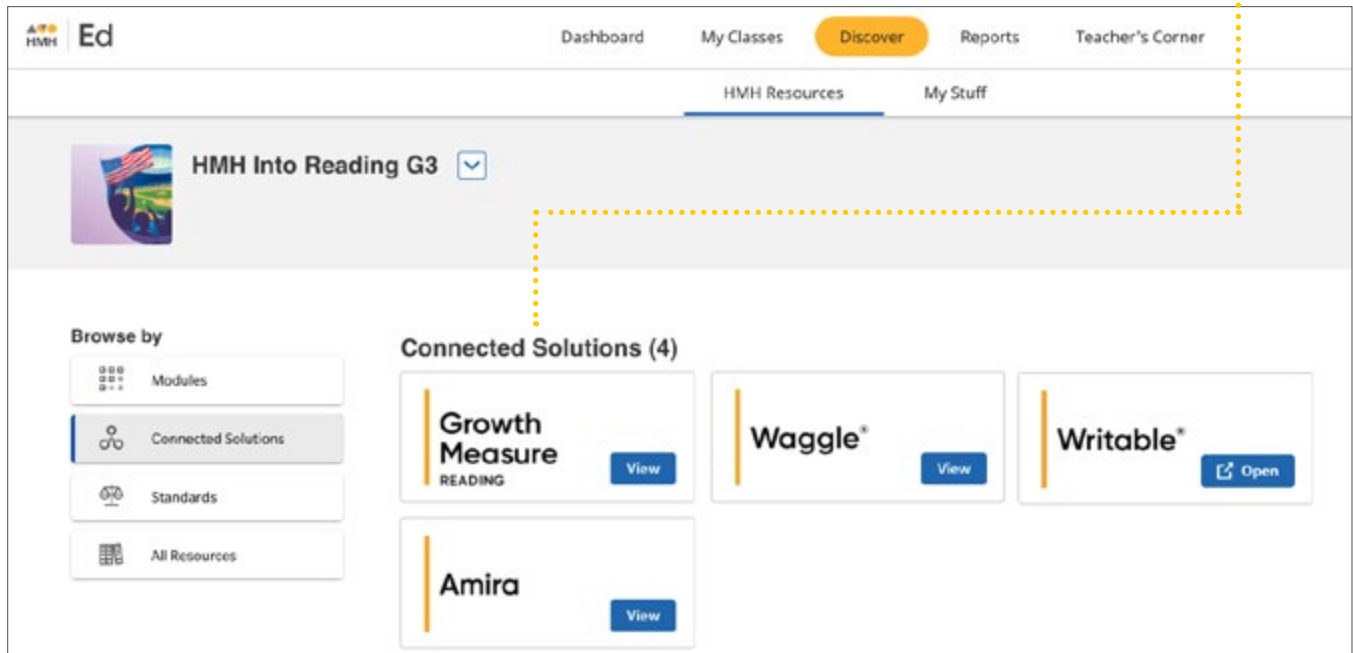 HMH Ed Dashboard My Classes Discover Reports Teacher's Corner
HMH Resources My Stuff
HMH Into Reading G3
Browse by
Modules
Connected Solutions
Standards
All Resources
Connected Solutions (4)
Growth
Measure
READING
View
Waggle®
View
Writable®
Open
Amira
View